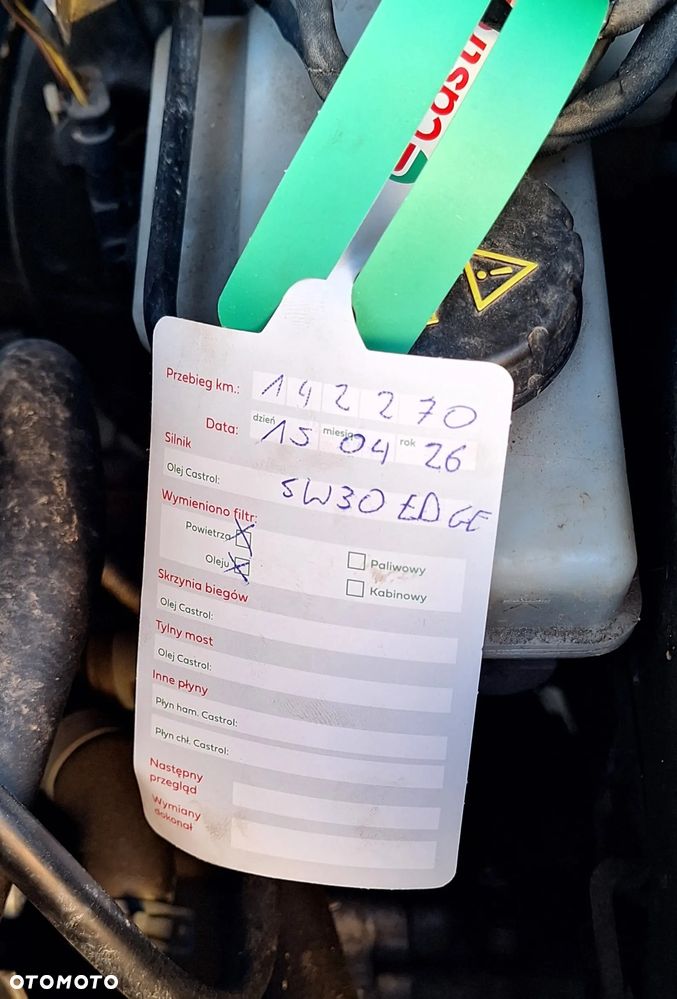 Castrol
Przebieg km.: 142270
Data: dzień 15 miesiąc 04 rok 26
Silnik
Olej Castrol: 5W30 EDGE
Wymieniono filtr:
Powietrza Paliwowy
Oleju Kabinowy
Skrzynia biegów
Olej Castrol:
Tylny most
Olej Castrol:
Inne płyny
Płyn ham. Castrol:
Płyn chł. Castrol:
Następny
przegląd
Wymiany
dokonał
OTOMOTO